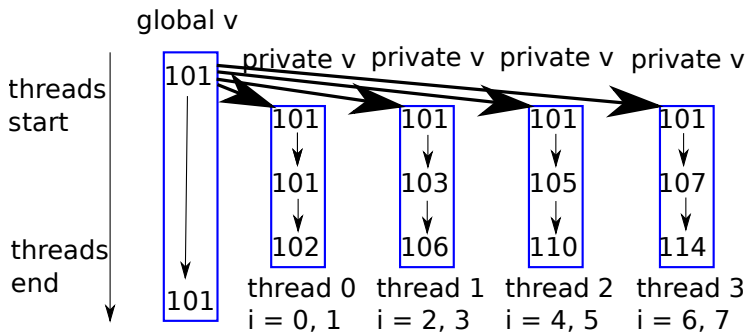 global v
private v private v private v private v
threads
start
101
101 101 101 101
101 103 105 107
102 106 110 114
threads
end
101
thread 0 thread 1 thread 2 thread 3
i = 0, 1 i = 2, 3 i = 4, 5 i = 6, 7